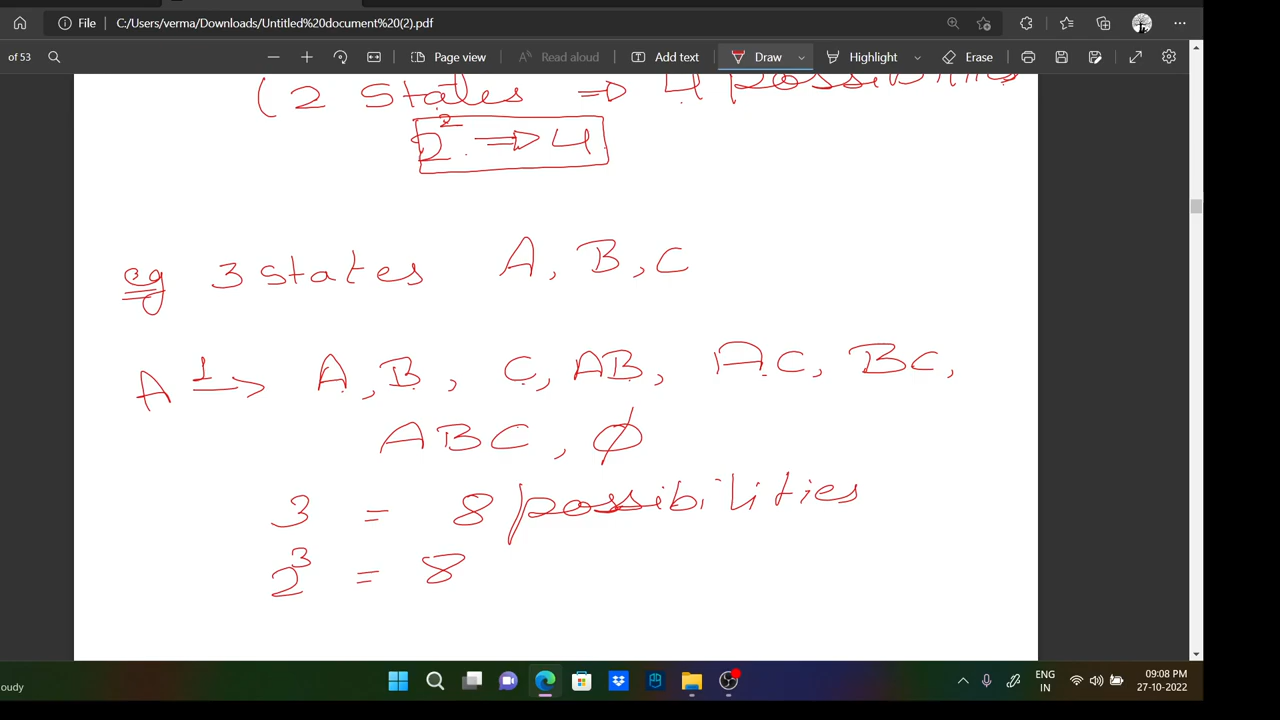 File C:/Users/verma/Downloads/Untitled%20document%20(2).pdf
of 53 Page view Read aloud Add text Draw Highlight Erase
(2 States ⇒ 4 possibilities
2² ⇒ 4
eg 3 states A, B, C
A 1→ A, B, C, AB, AC, BC,
ABC, ϕ
3 = 8 possibilities
2³ = 8
oudy
ENG
IN
09:08 PM
27-10-2022